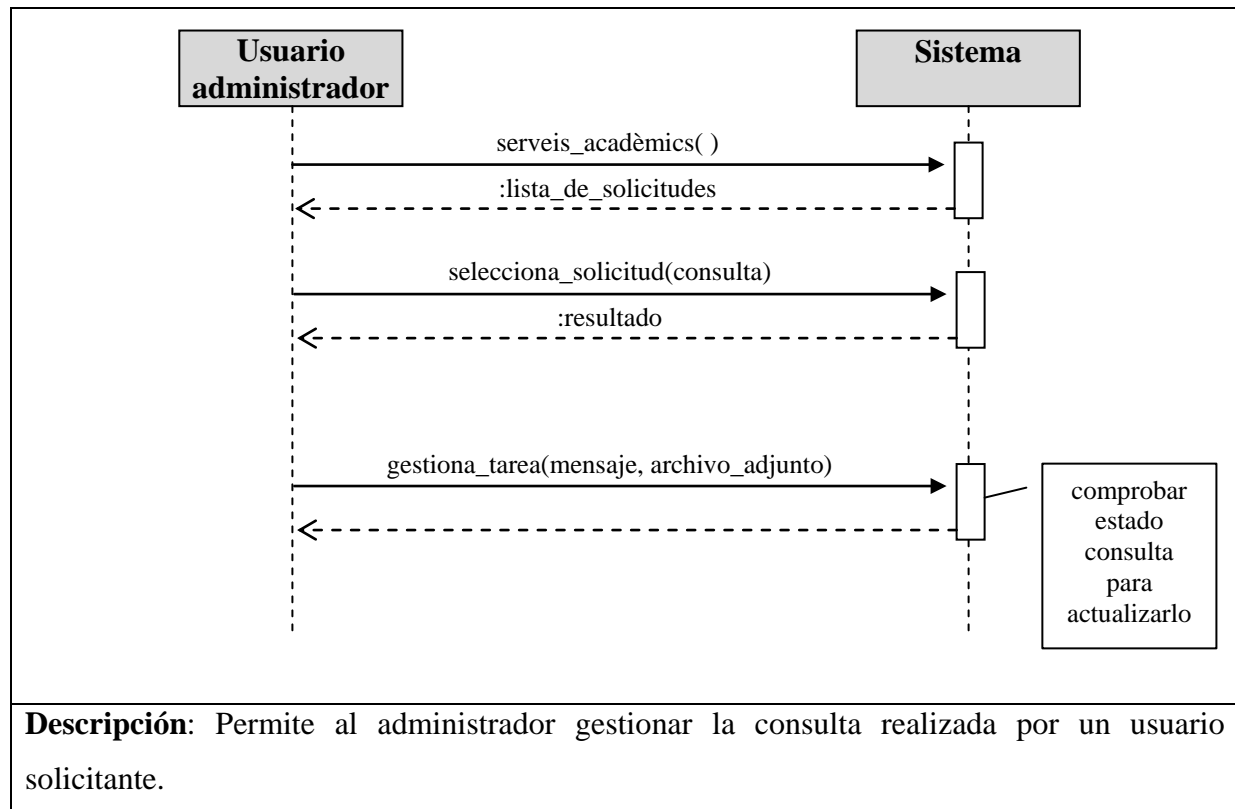 Usuario
administrador
Sistema
serveis_acadèmics( )
:lista_de_solicitudes
selecciona_solicitud(consulta)
:resultado
gestiona_tarea(mensaje, archivo_adjunto)
comprobar
estado
consulta
para
actualizarlo
Descripción: Permite al administrador gestionar la consulta realizada por un usuario
solicitante.